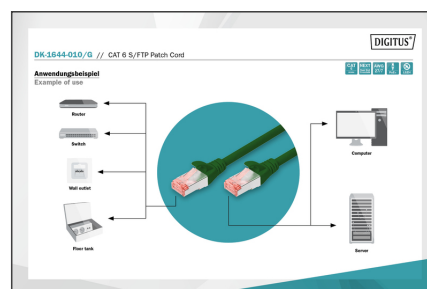 DIGITUS®
DK-1644-010/G // CAT 6 S/FTP Patch Cord
Anwendungsbeispiel
Example of use
Router
Switch
Wall outlet
Floor tank
Computer
Server